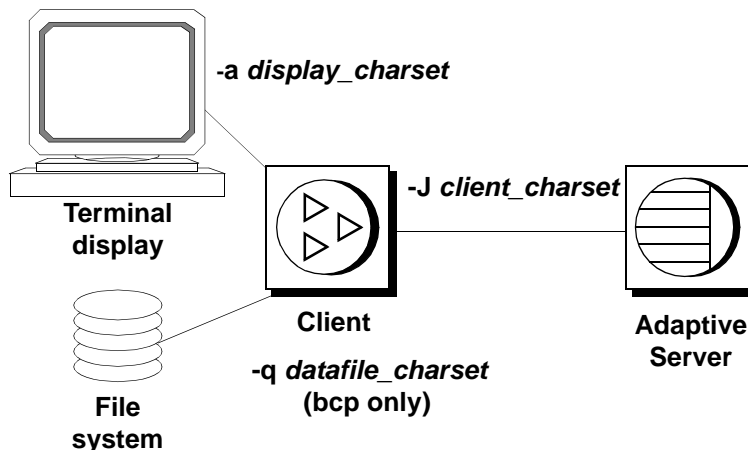 -a display_charset
-J client_charset
Terminal
display
Client
Adaptive
Server
-q datafile_charset
(bcp only)
File
system